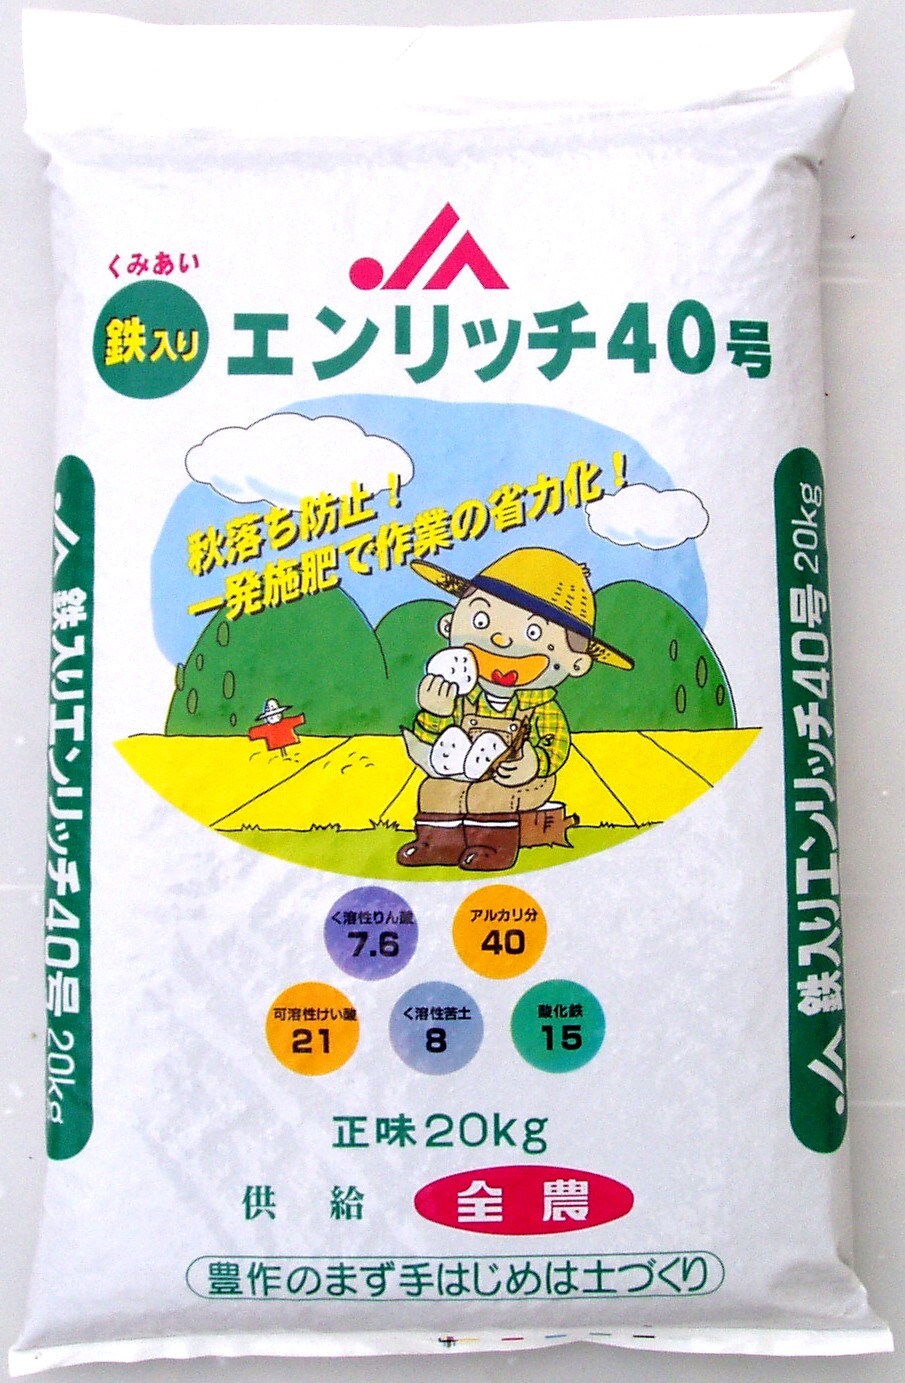 JA
くみあい
鉄入り
エンリッチ40号
秋落ち防止！
一発施肥で作業の省力化！
JA 鉄入りエンリッチ40号 20kg
JA 鉄入りエンリッチ40号 20kg
く溶性りん酸
7.6
アルカリ分
40
可溶性けい酸
21
く溶性苦土
8
酸化鉄
15
正味20kg
供給 全農
豊作のまず手はじめは土づくり